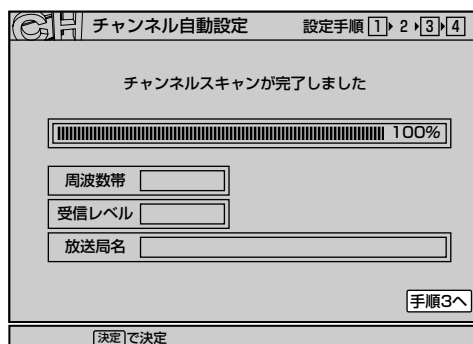 CH チャンネル自動設定 設定手順 1 2 3 4
チャンネルスキャンが完了しました
100%
周波数帯
受信レベル
放送局名
手順3へ
決定で決定